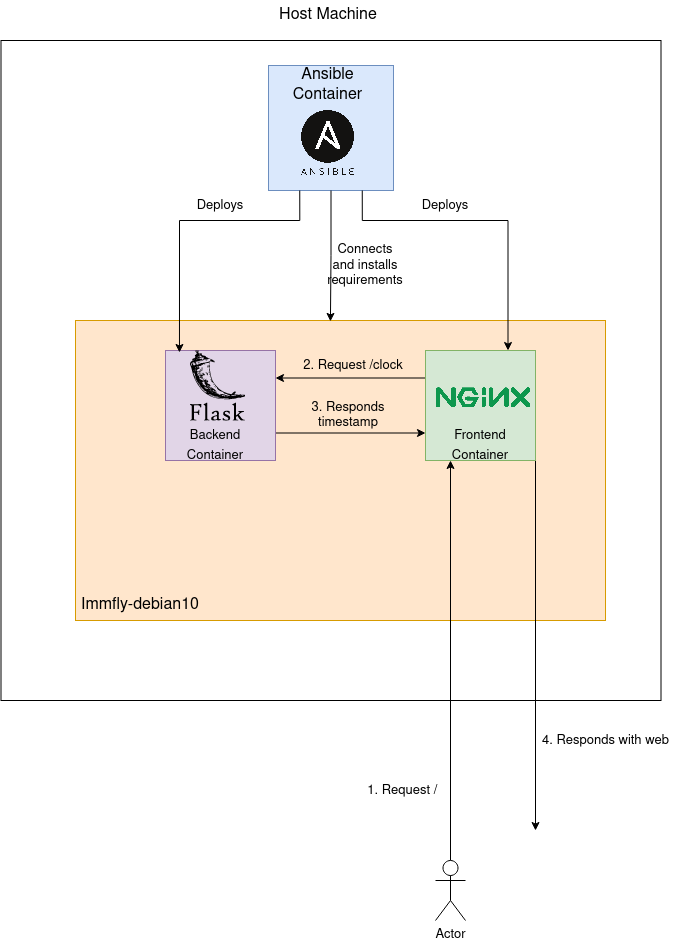 Host Machine
Ansible
Container
ANSIBLE
Deploys
Deploys
Connects
and installs
requirements
2. Request /clock
3. Responds
timestamp
Flask
Backend
Container
NGiNX
Frontend
Container
Immfly-debian10
4. Responds with web
1. Request /
Actor